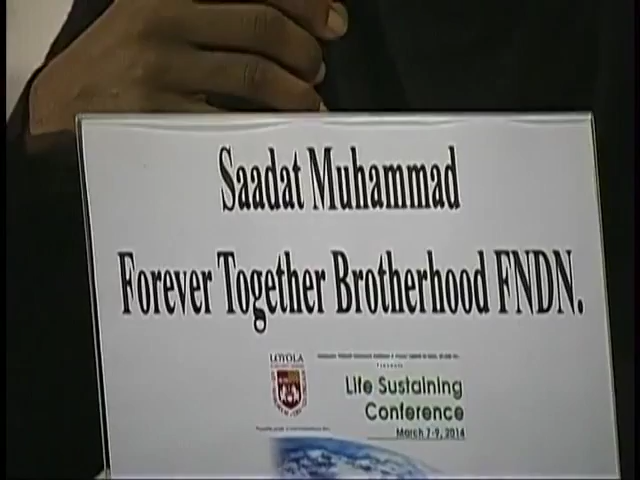 Saadat Muhammad
Forever Together Brotherhood FNDN.
LOYOLA
Life Sustaining
Conference
March 7-9, 2014